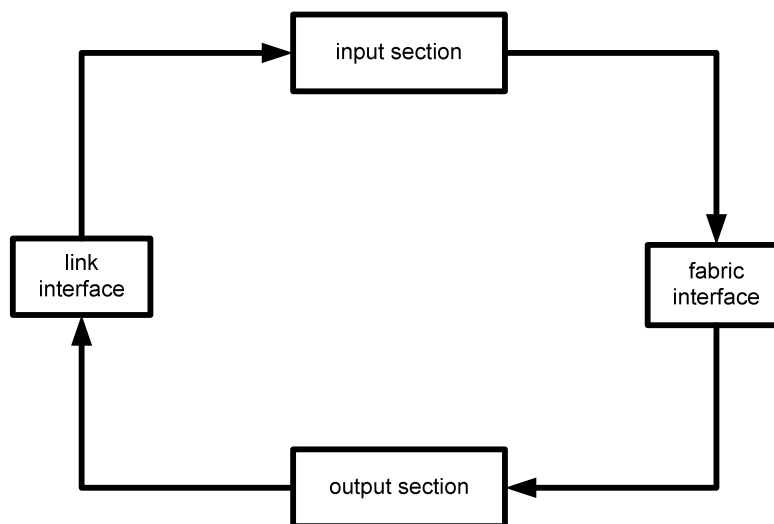 input section
link
interface
fabric
interface
output section